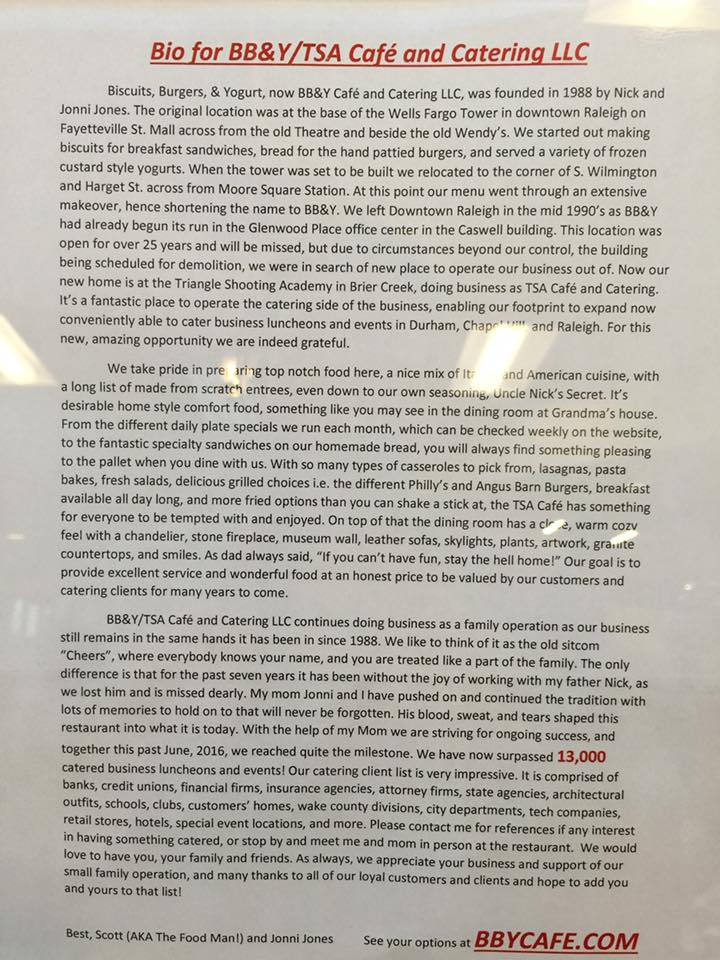 Bio for BB&Y/TSA Café and Catering LLC
Biscuits, Burgers, & Yogurt, now BB&Y Café and Catering LLC, was founded in 1988 by Nick and
Jonni Jones. The original location was at the base of the Wells Fargo Tower in downtown Raleigh on
Fayetteville St. Mall across from the old Theatre and beside the old Wendy's. We started out making
biscuits for breakfast sandwiches, bread for the hand pattied burgers, and served a variety of frozen
custard style yogurts. When the tower was set to be built we relocated to the corner of S. Wilmington
and Harget St. across from Moore Square Station. At this point our menu went through an extensive
makeover, hence shortening the name to BB&Y. We left Downtown Raleigh in the mid 1990's as BB&Y
had already begun its run in the Glenwood Place office center in the Caswell building. This location was
open for over 25 years and will be missed, but due to circumstances beyond our control, the building
being scheduled for demolition, we were in search of new place to operate our business out of. Now our
new home is at the Triangle Shooting Academy in Brier Creek, doing business as TSA Café and Catering.
It's a fantastic place to operate the catering side of the business, enabling our footprint to expand now
conveniently able to cater business luncheons and events in Durham, Chapel Hill, and Raleigh. For this
new, amazing opportunity we are indeed grateful.
We take pride in preparing top notch food here, a nice mix of and American cuisine, with
a long list of made from scratch entrees, even down to our own seasoning, Uncle Nick's Secret. It's
desirable home style comfort food, something like you may see in the dining room at Grandma's house.
From the different daily plate specials we run each month, which can be checked weekly on the website,
to the fantastic specialty sandwiches on our homemade bread, you will always find something pleasing
to the pallet when you dine with us. With so many types of casseroles to pick from, lasagnas, pasta
bakes, fresh salads, delicious grilled choices i.e. the different Philly's and Angus Barn Burgers, breakfast
available all day long, and more fried options than you can shake a stick at, the TSA Café has something
for everyone to be tempted with and enjoyed. On top of that the dining room has a warm cozy
feel with a chandelier, stone fireplace, museum wall, leather sofas, skylights, plants, artwork, granite
countertops, and smiles. As dad always said, "If you can't have fun, stay the hell home!" Our goal is to
provide excellent service and wonderful food at an honest price to be valued by our customers and
catering clients for many years to come.
BB&Y/TSA Café and Catering LLC continues doing business as a family operation as our business
still remains in the same hands it has been in since 1988. We like to think of it as the old sitcom
"Cheers", where everybody knows your name, and you are treated like a part of the family. The only
difference is that for the past seven years it has been without the joy of working with my father Nick, as
we lost him and is missed dearly. My mom Jonni and I have pushed on and continued the tradition with
lots of memories to hold on to that will never be forgotten. His blood, sweat, and tears shaped this
restaurant into what it is today. With the help of my Mom we are striving for ongoing success, and
together this past June, 2016, we reached quite the milestone. We have now surpassed 13,000
catered business luncheons and events! Our catering client list is very impressive. It is comprised of
banks, credit unions, financial firms, insurance agencies, attorney firms, state agencies, architectural
outfits, schools, clubs, customers' homes, wake county divisions, city departments, tech companies,
retail stores, hotels, special event locations, and more. Please contact me for references if any interest
in having something catered, or stop by and meet me and mom in person at the restaurant. We would
love to have you, your family and friends. As always, we appreciate your business and support of our
small family operation, and many thanks to all of our loyal customers and clients and hope to add you
and yours to that list!
Best, Scott (AKA The Food Man!) and Jonni Jones See your options at BBYCAFE.COM